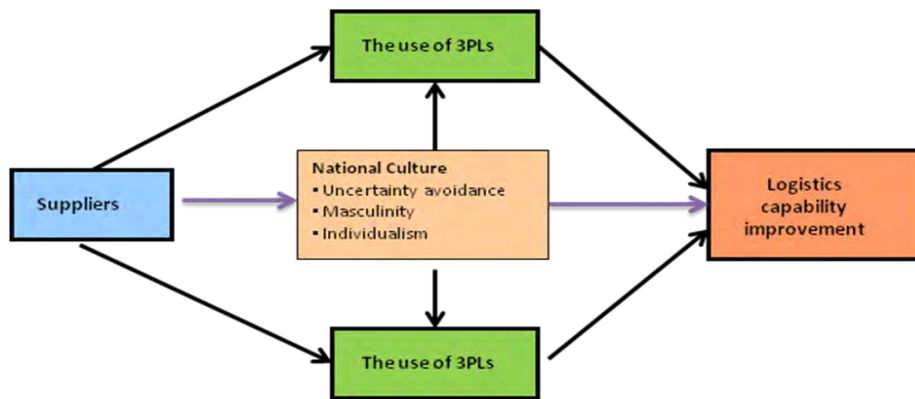 The use of 3PLs
National Culture
▪ Uncertainty avoidance
▪ Masculinity
▪ Individualism
Suppliers
Logistics
capability
improvement
The use of 3PLs